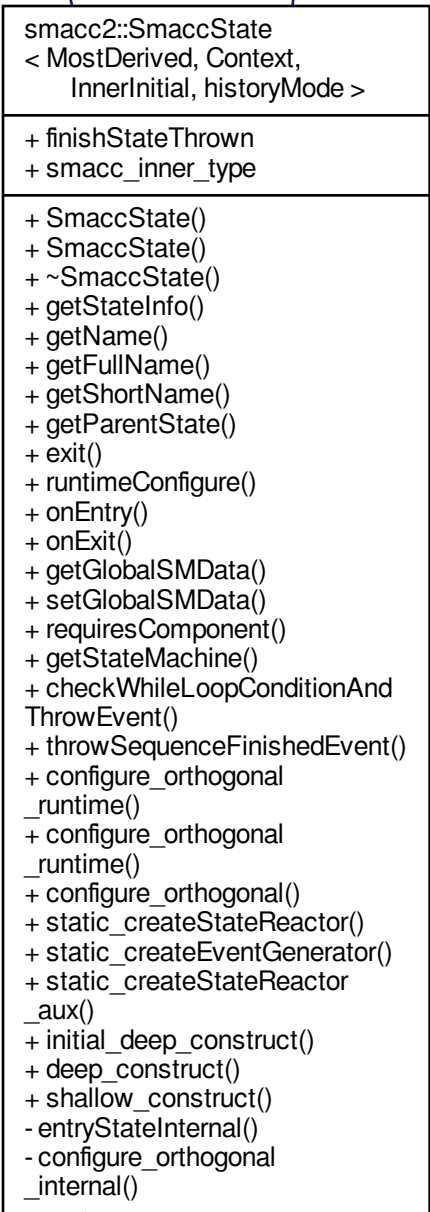 smacc2::SmaccState
< MostDerived, Context,
InnerInitial, historyMode >
+ finishStateThrown
+ smacc_inner_type
+ SmaccState()
+ SmaccState()
+ ~SmaccState()
+ getStateInfo()
+ getName()
+ getFullName()
+ getShortName()
+ getParentState()
+ exit()
+ runtimeConfigure()
+ onEntry()
+ onExit()
+ getGlobalSMData()
+ setGlobalSMData()
+ requiresComponent()
+ getStateMachine()
+ checkWhileLoopConditionAnd
ThrowEvent()
+ throwSequenceFinishedEvent()
+ configure_orthogonal
_runtime()
+ configure_orthogonal
_runtime()
+ configure_orthogonal()
+ static_createStateReactor()
+ static_createEventGenerator()
+ static_createStateReactor
_aux()
+ initial_deep_construct()
+ deep_construct()
+ shallow_construct()
- entryStateInternal()
- configure_orthogonal
_internal()